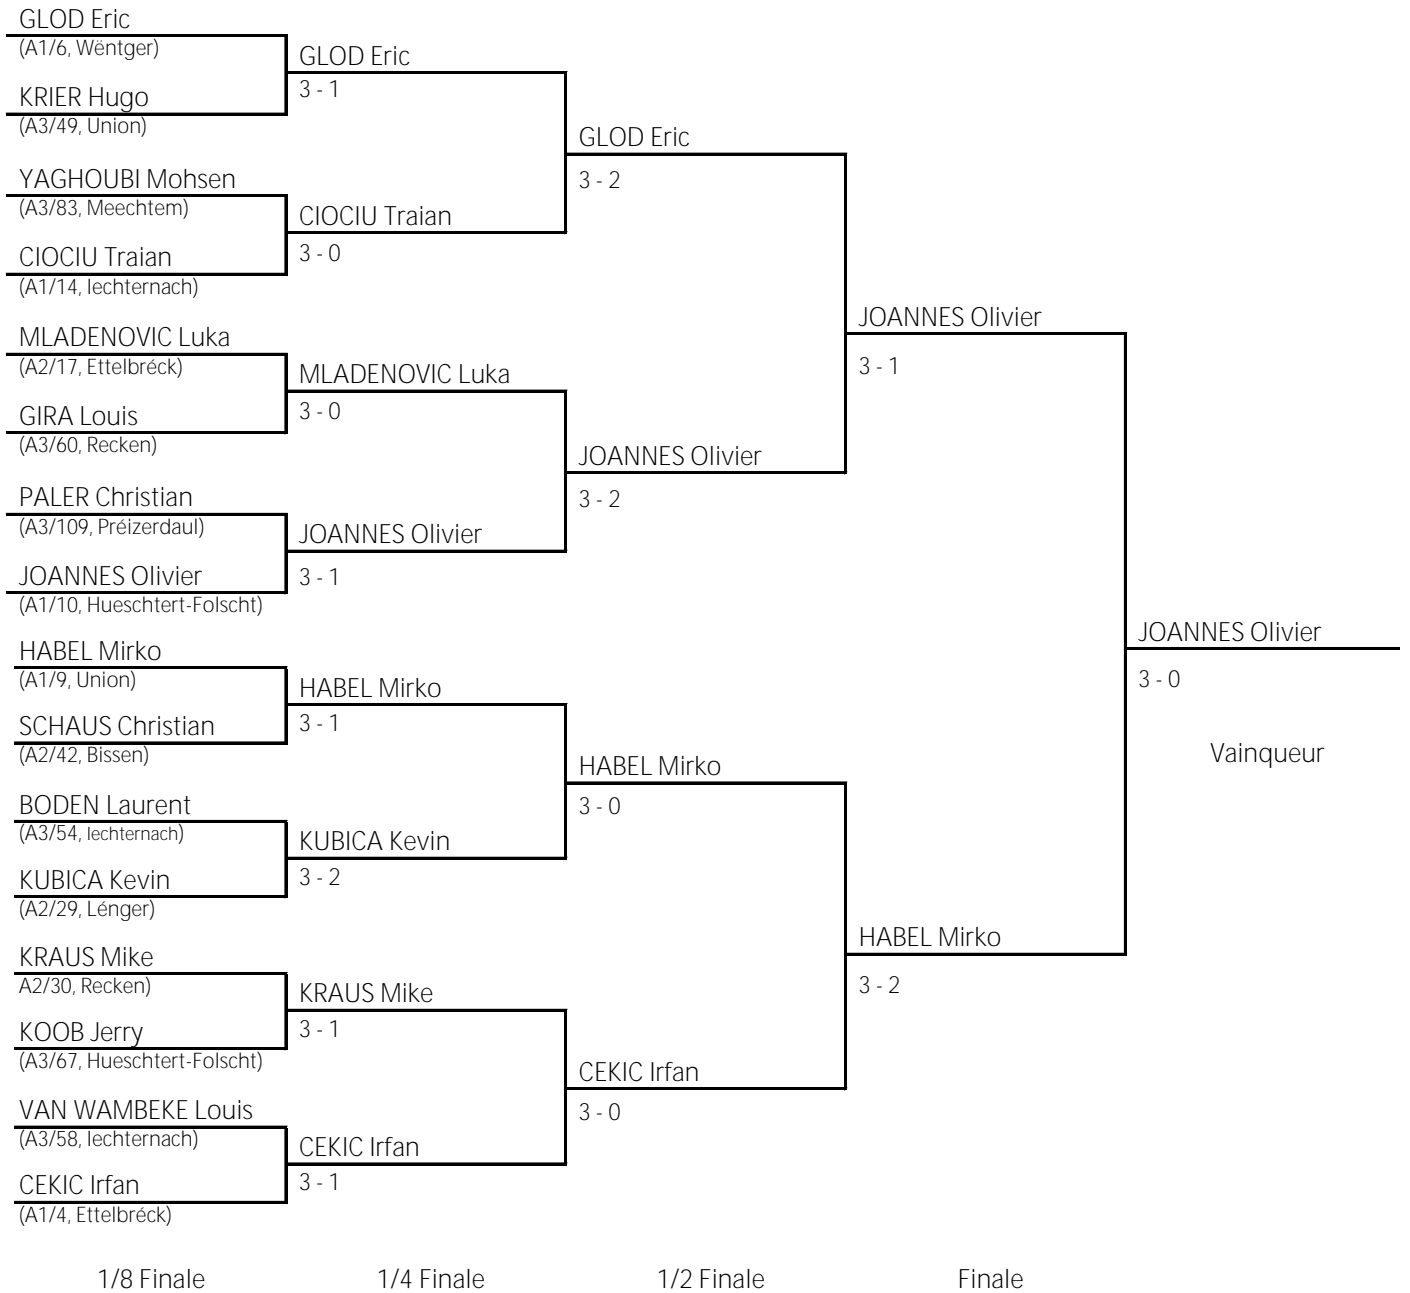 GLOD Eric
(A1/6, Wëntger)
KRIER Hugo
(A3/49, Union)
YAGHOUBI Mohsen
(A3/83, Meechtem)
CIOCIU Traian
(A1/14, Iechternach)
MLADENOVIC Luka
(A2/17, Ettelbréck)
GIRA Louis
(A3/60, Recken)
PALER Christian
(A3/109, Préizerdaul)
JOANNES Olivier
(A1/10, Hueschtert-Folscht)
HABEL Mirko
(A1/9, Union)
SCHAUS Christian
(A2/42, Bissen)
BODEN Laurent
(A3/54, Iechternach)
KUBICA Kevin
(A2/29, Lénger)
KRAUS Mike
A2/30, Recken)
KOOB Jerry
(A3/67, Hueschtert-Folscht)
VAN WAMBEKE Louis
(A3/58, Iechternach)
CEKIC Irfan
(A1/4, Ettelbréck)
GLOD Eric
3 - 1
CIOCIU Traian
3 - 0
MLADENOVIC Luka
3 - 0
JOANNES Olivier
3 - 1
HABEL Mirko
3 - 1
KUBICA Kevin
3 - 2
KRAUS Mike
3 - 1
CEKIC Irfan
3 - 1
GLOD Eric
3 - 2
JOANNES Olivier
3 - 2
HABEL Mirko
3 - 0
CEKIC Irfan
3 - 0
JOANNES Olivier
3 - 1
HABEL Mirko
3 - 2
JOANNES Olivier
3 - 0
Vainqueur
1/8 Finale
1/4 Finale
1/2 Finale
Finale